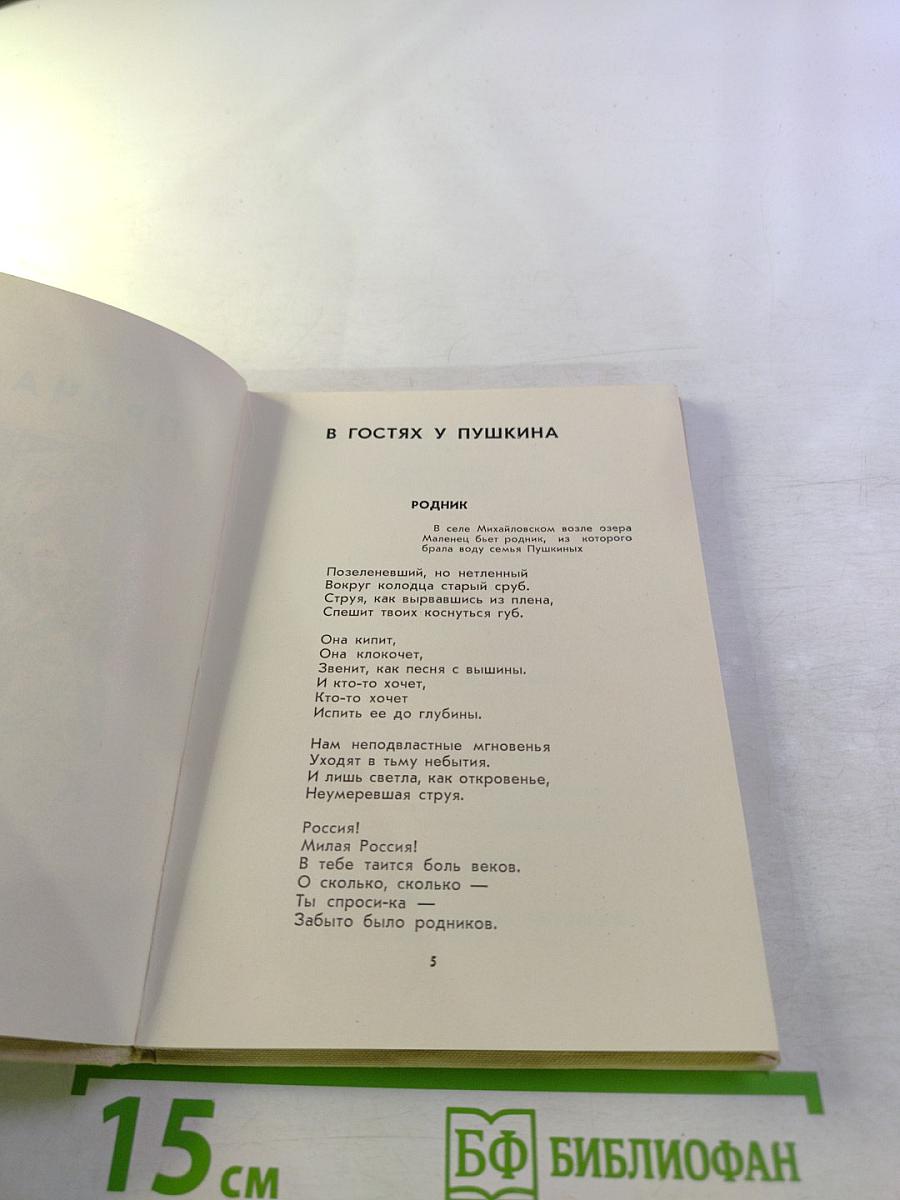 В ГОСТЯХ У ПУШКИНА
РОДНИК
В селе Михайловском возле озера
Маленец бьет родник, из которого
брала воду семья Пушкиных
Позеленевший, но нетленный
Вокруг колодца старый сруб.
Струя, как вырвавшись из плена,
Спешит твоих коснуться губ.
Она кипит,
Она клокочет,
Звенит, как песня с вышины.
И кто-то хочет,
Кто-то хочет
Испить ее до глубины.
Нам неподвластные мгновенья
Уходят в тьму небытия.
И лишь светла, как откровенье,
Неумеревшая струя.
Россия!
Милая Россия!
В тебе таится боль веков.
О сколько, сколько —
Ты спроси-ка —
Забыто было родников.
5
15 см
БФ БИБЛИОФАН